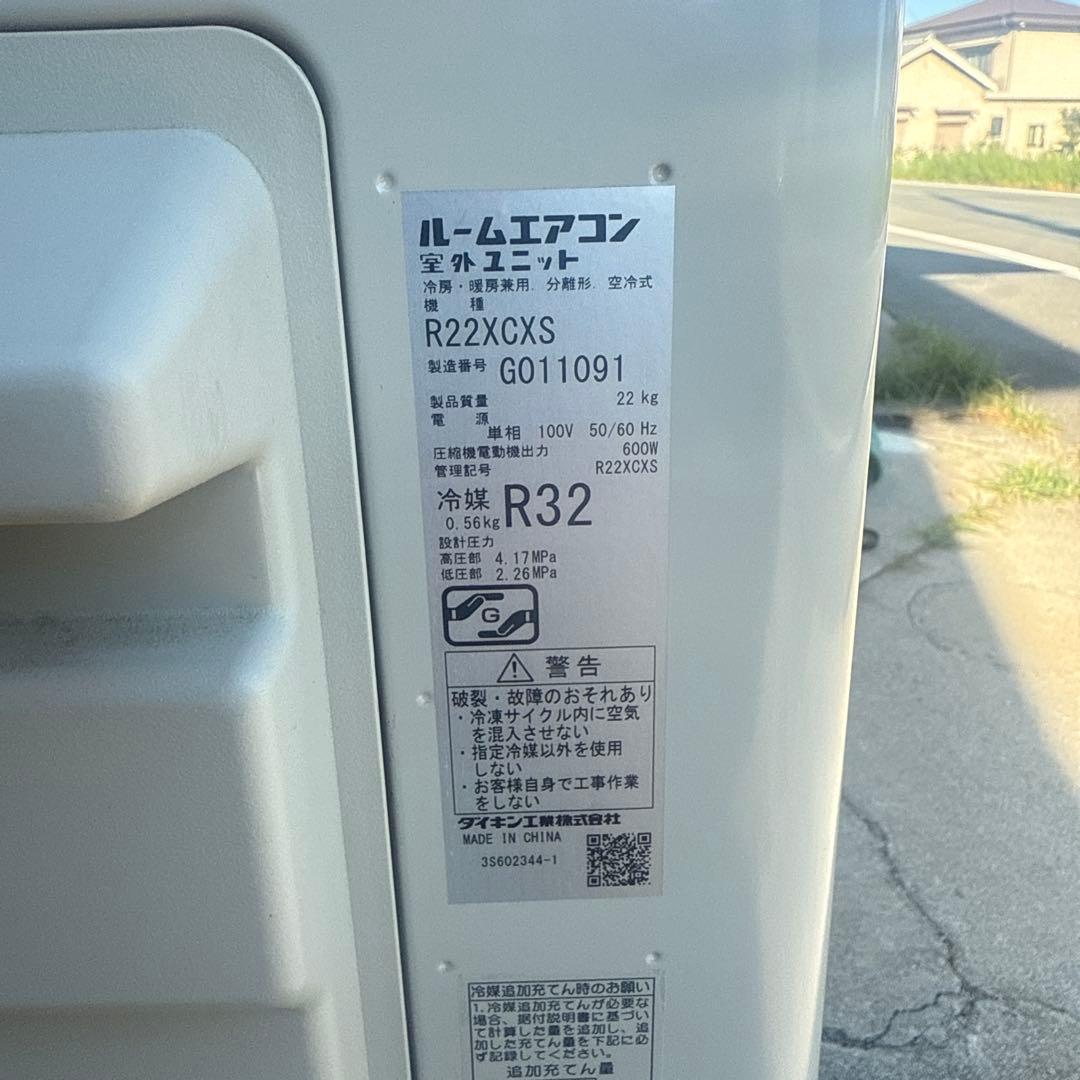 ルームエアコン
室外ユニット
冷房・暖房兼用．分離形．空冷式
機　種
R22XCXS
製造番号 G011091
製品質量 22 kg
電　源
単相 100V 50/60 Hz
圧縮機電動機出力 600W
管理記号 R22XCXS
冷媒 R32
0.56kg
設計圧力
高圧部 4.17MPa
低圧部 2.26MPa
G
警告
破裂・故障のおそれあり
・冷凍サイクル内に空気
を混入させない
・指定冷媒以外を使用
しない
・お客様自身で工事作業
をしない
ダイキン工業株式会社
MADE IN CHINA
3S602344-1
冷媒追加充てん時のお願い
1.冷媒追加充てんが必要な
場合、据付説明書に基づい
て計算した量を追加し、追
加した充てん量を下記に必
ず記録してください。
追加充てん量